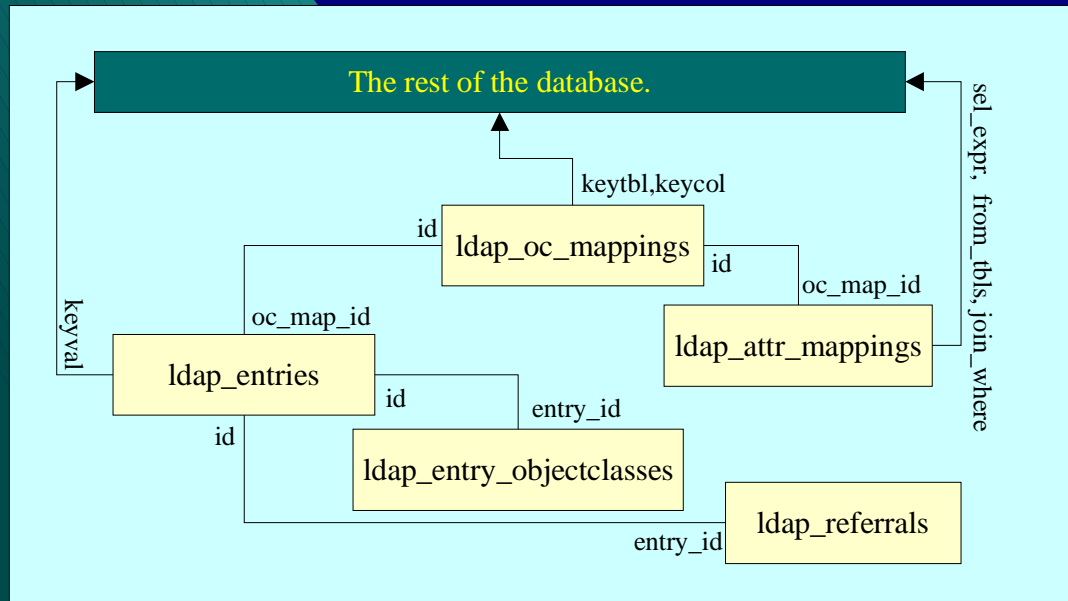 The rest of the database.
keytbl,keycol
sel_expr, from_tbls, join_where
id
ldap_oc_mappings
id
oc_map_id
keyval
oc_map_id
ldap_attr_mappings
ldap_entries
id
entry_id
id
ldap_entry_objectclasses
ldap_referrals
entry_id